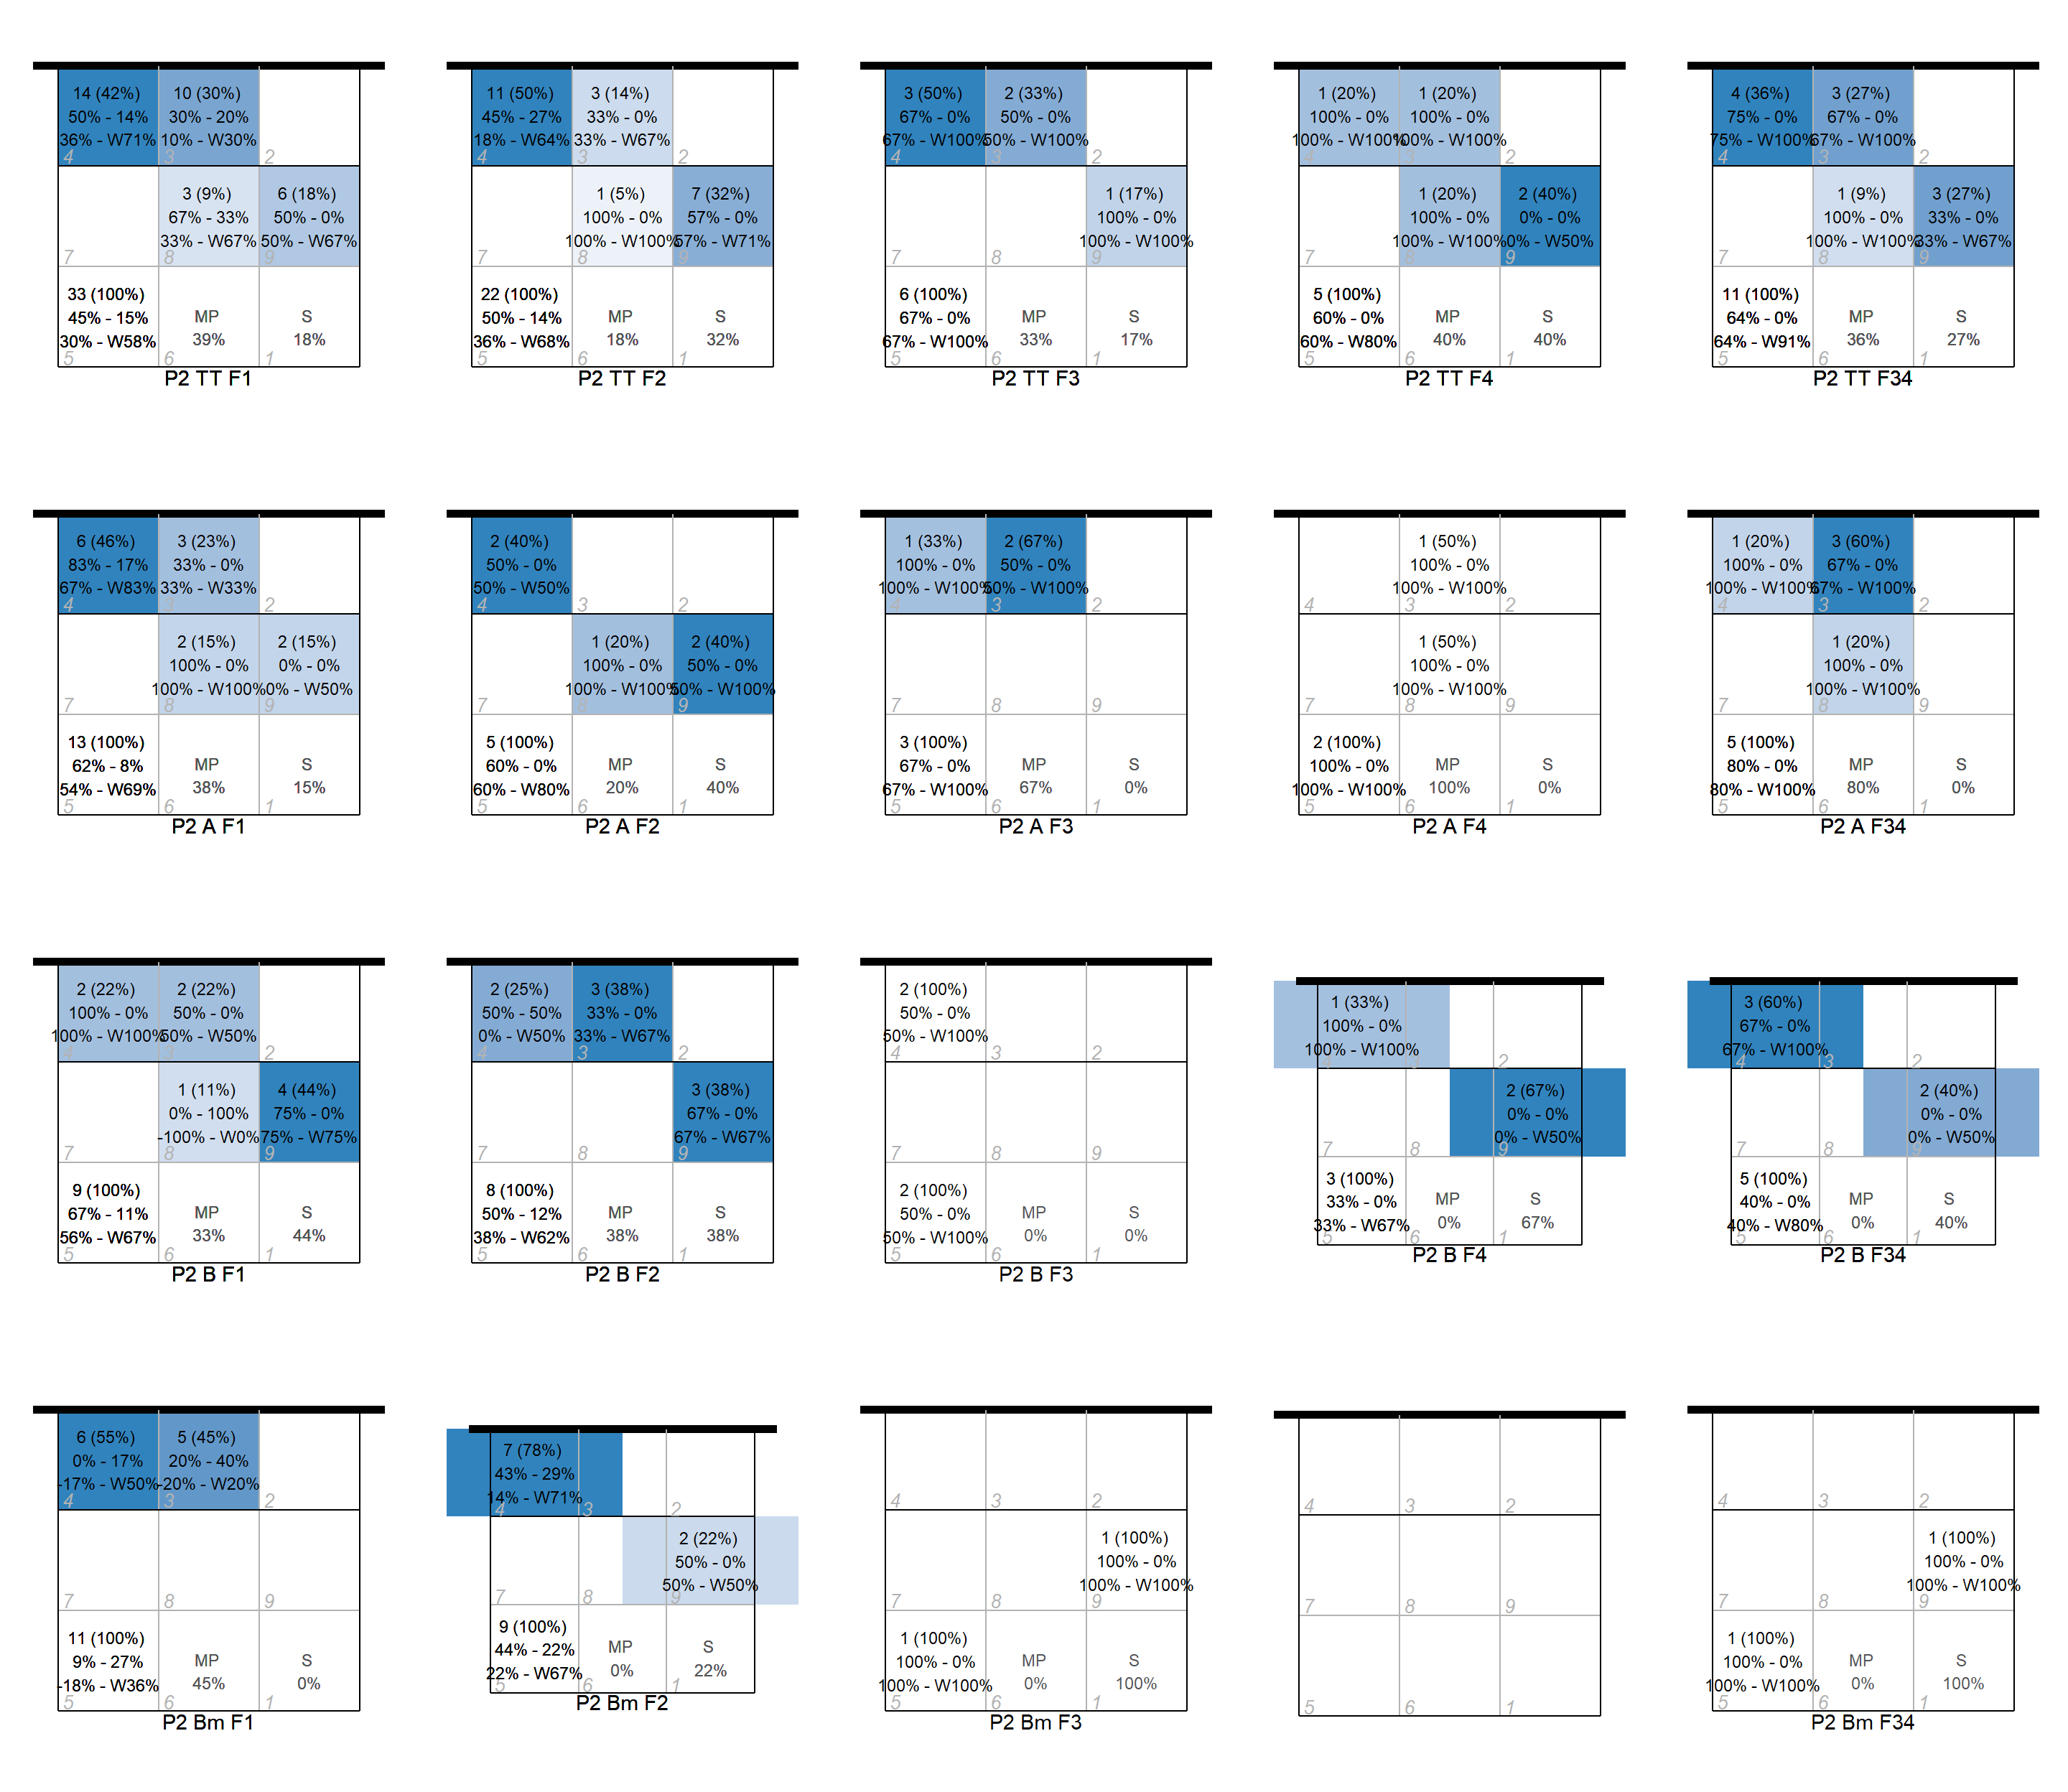 14 (42%)
50% - 14%
36% - W71%
4
10 (30%)
30% - 20%
10% - W30%
3
2
7
3 (9%)
67% - 33%
33% - W67%
8
6 (18%)
50% - 0%
50% - W67%
9
33 (100%)
45% - 15%
30% - W58%
5
MP
39%
6
S
18%
1
P2 TT F1
11 (50%)
45% - 27%
18% - W64%
4
3 (14%)
33% - 0%
33% - W67%
3
2
7
1 (5%)
100% - 0%
100% - W100%
8
7 (32%)
57% - 0%
57% - W71%
9
22 (100%)
50% - 14%
36% - W68%
5
MP
18%
6
S
32%
1
P2 TT F2
3 (50%)
67% - 0%
67% - W100%
4
2 (33%)
50% - 0%
50% - W100%
3
2
7
8
1 (17%)
100% - 0%
100% - W100%
9
6 (100%)
67% - 0%
67% - W100%
5
MP
33%
6
S
17%
1
P2 TT F3
1 (20%)
100% - 0%
100% - W100%
4
1 (20%)
100% - 0%
100% - W100%
3
2
7
1 (20%)
100% - 0%
100% - W100%
8
2 (40%)
0% - 0%
0% - W50%
9
5 (100%)
60% - 0%
60% - W80%
5
MP
40%
6
S
40%
1
P2 TT F4
4 (36%)
75% - 0%
75% - W100%
4
3 (27%)
67% - 0%
67% - W100%
3
2
7
1 (9%)
100% - 0%
100% - W100%
8
3 (27%)
33% - 0%
33% - W67%
9
11 (100%)
64% - 0%
64% - W91%
5
MP
36%
6
S
27%
1
P2 TT F34
6 (46%)
83% - 17%
67% - W83%
4
3 (23%)
33% - 0%
33% - W33%
3
2
7
2 (15%)
100% - 0%
100% - W100%
8
2 (15%)
0% - 0%
0% - W50%
9
13 (100%)
62% - 8%
54% - W69%
5
MP
38%
6
S
15%
1
P2 A F1
2 (40%)
50% - 0%
50% - W50%
4
3
2
7
1 (20%)
100% - 0%
100% - W100%
8
2 (40%)
50% - 0%
50% - W100%
9
5 (100%)
60% - 0%
60% - W80%
5
MP
20%
6
S
40%
1
P2 A F2
1 (33%)
100% - 0%
100% - W100%
4
2 (67%)
50% - 0%
50% - W100%
3
2
7
8
9
3 (100%)
67% - 0%
67% - W100%
5
MP
67%
6
S
0%
1
P2 A F3
4
1 (50%)
100% - 0%
100% - W100%
3
2
7
1 (50%)
100% - 0%
100% - W100%
8
9
2 (100%)
100% - 0%
100% - W100%
5
MP
100%
6
S
0%
1
P2 A F4
1 (20%)
100% - 0%
100% - W100%
4
3 (60%)
67% - 0%
67% - W100%
3
2
7
1 (20%)
100% - 0%
100% - W100%
8
9
5 (100%)
80% - 0%
80% - W100%
5
MP
80%
6
S
0%
1
P2 A F34
2 (22%)
100% - 0%
100% - W100%
4
2 (22%)
50% - 0%
50% - W50%
3
2
7
1 (11%)
0% - 100%
-100% - W0%
8
4 (44%)
75% - 0%
75% - W75%
9
9 (100%)
67% - 11%
56% - W67%
5
MP
33%
6
S
44%
1
P2 B F1
2 (25%)
50% - 50%
0% - W50%
4
3 (38%)
33% - 0%
33% - W67%
3
2
7
8
3 (38%)
67% - 0%
67% - W67%
9
8 (100%)
50% - 12%
38% - W62%
5
MP
38%
6
S
38%
1
P2 B F2
2 (100%)
50% - 0%
50% - W100%
4
3
2
7
8
9
2 (100%)
50% - 0%
50% - W100%
5
MP
0%
6
S
0%
1
P2 B F3
1 (33%)
100% - 0%
100% - W100%
2
7
8
2 (67%)
0% - 0%
0% - W50%
9
3 (100%)
33% - 0%
33% - W67%
5
MP
0%
6
S
67%
1
P2 B F4
3 (60%)
67% - 0%
67% - W100%
4
3
2
7
8
2 (40%)
0% - 0%
0% - W50%
9
5 (100%)
40% - 0%
40% - W80%
5
MP
0%
6
S
40%
1
P2 B F34
6 (55%)
0% - 17%
-17% - W50%
4
5 (45%)
20% - 40%
-20% - W20%
3
2
7
8
9
11 (100%)
9% - 27%
-18% - W36%
5
MP
45%
6
S
0%
1
P2 Bm F1
7 (78%)
43% - 29%
14% - W71%
4
3
2
7
8
2 (22%)
50% - 0%
50% - W50%
9
9 (100%)
44% - 22%
22% - W67%
5
MP
0%
6
S
22%
1
P2 Bm F2
4
3
2
7
8
1 (100%)
100% - 0%
100% - W100%
9
1 (100%)
100% - 0%
100% - W100%
5
MP
0%
6
S
100%
1
P2 Bm F3
4
3
2
7
8
9
5
6
1
4
3
2
7
8
1 (100%)
100% - 0%
100% - W100%
9
1 (100%)
100% - 0%
100% - W100%
5
MP
0%
6
S
100%
1
P2 Bm F34